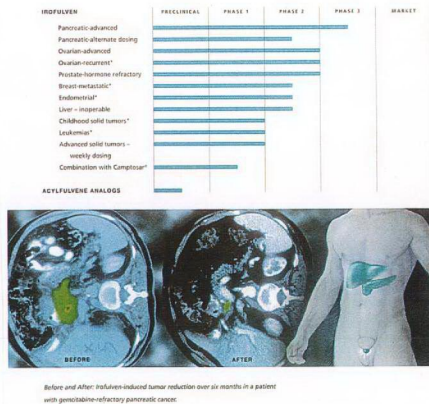 IROFULVEN
PRECLINICAL PHASE 1 PHASE 2 PHASE 3 MARKET
Pancreatic-advanced
Pancreatic-alternate dosing
Ovarian-advanced
Ovarian-recurrent*
Prostate-hormone refractory
Breast-metastatic*
Endometrial*
Liver – inoperable
Childhood solid tumors*
Leukemias*
Advanced solid tumors –
weekly dosing
Combination with Camptosar*
ACYLFULVENE ANALOGS
BEFORE
AFTER
Before and After: Irofulven-induced tumor reduction over six months in a patient
with gemcitabine-refractory pancreatic cancer.